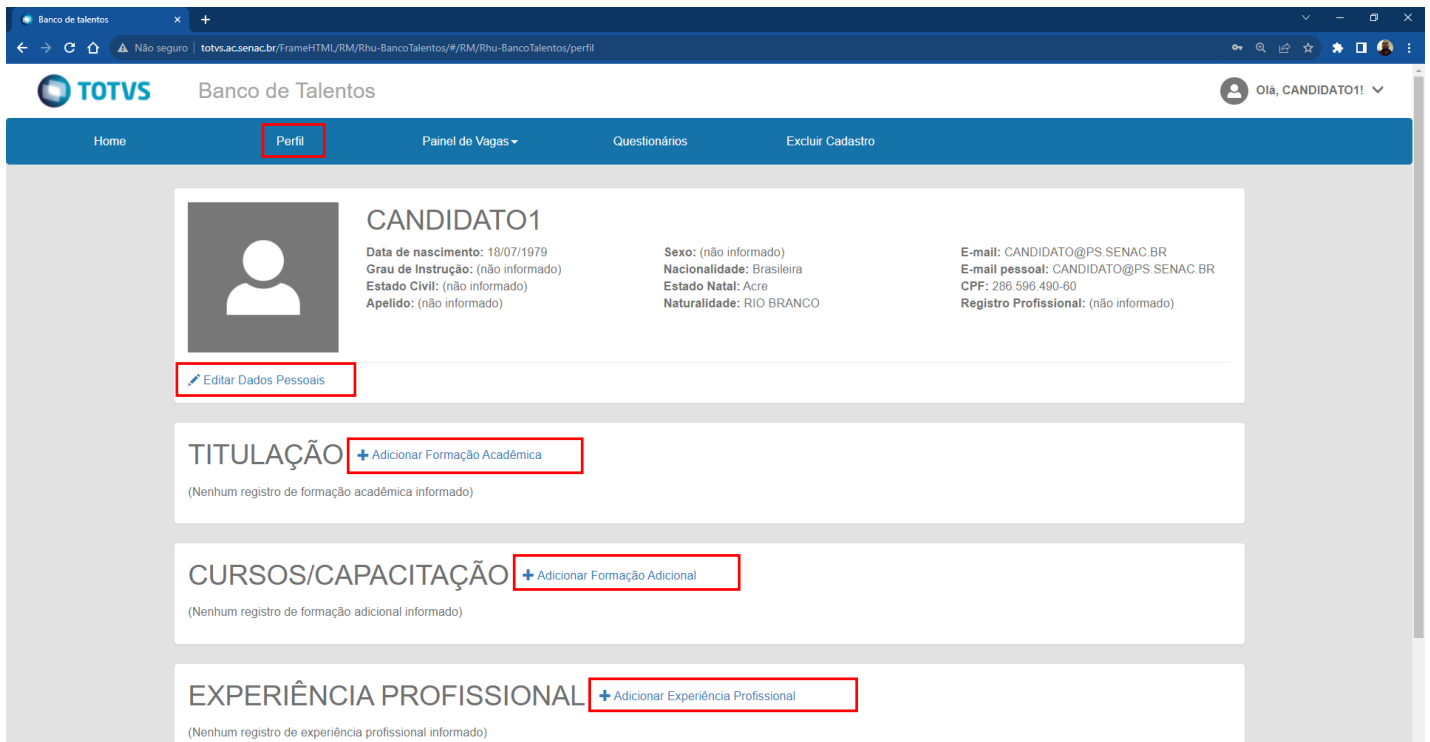 Banco de talentos
Não seguro | totvs.ac.senac.br/FrameHTML/RM/Rhu-BancoTalentos/#/RM/Rhu-BancoTalentos/perfil
TOTVS Banco de Talentos Olá, CANDIDATO1!
Home Perfil Painel de Vagas Questionários Excluir Cadastro
CANDIDATO1
Data de nascimento: 18/07/1979 Sexo: (não informado) E-mail: CANDIDATO@PS.SENAC.BR
Grau de Instrução: (não informado) Nacionalidade: Brasileira E-mail pessoal: CANDIDATO@PS.SENAC.BR
Estado Civil: (não informado) Estado Natal: Acre CPF: 286.596.490-60
Apelido: (não informado) Naturalidade: RIO BRANCO Registro Profissional: (não informado)
Editar Dados Pessoais
TITULAÇÃO + Adicionar Formação Acadêmica
(Nenhum registro de formação acadêmica informado)
CURSOS/CAPACITAÇÃO + Adicionar Formação Adicional
(Nenhum registro de formação adicional informado)
EXPERIÊNCIA PROFISSIONAL + Adicionar Experiência Profissional
(Nenhum registro de experiência profissional informado)